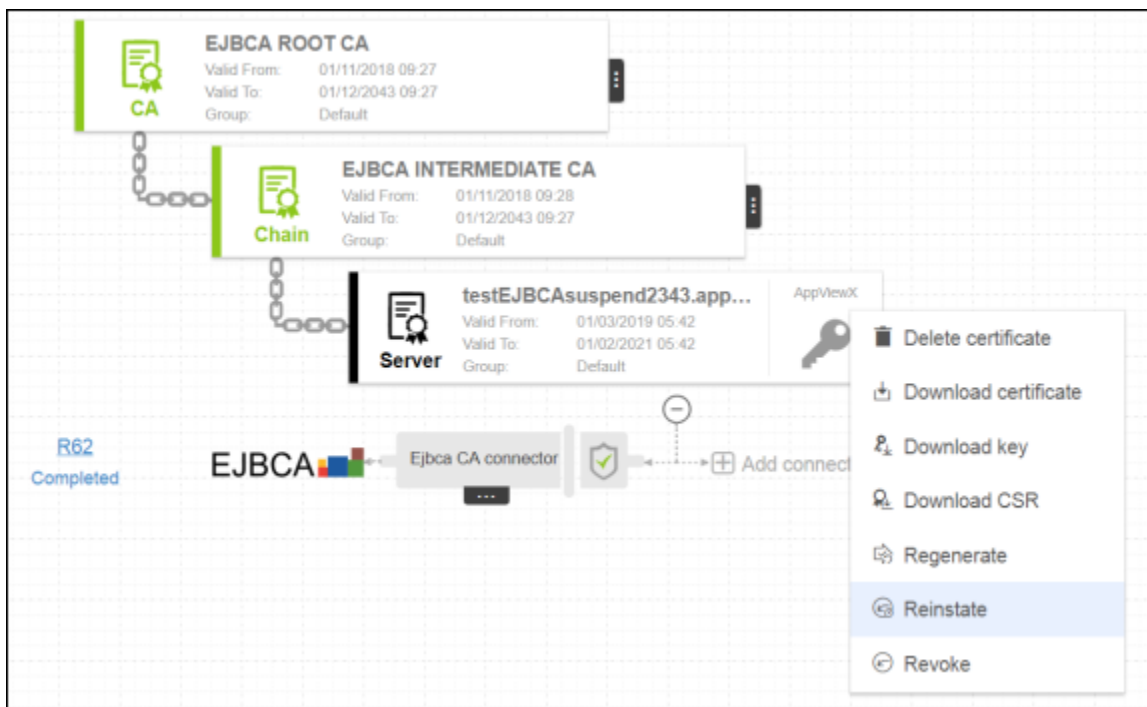 EJBCA ROOT CA
Valid From: 01/11/2018 09:27
Valid To: 01/12/2043 09:27
CA
Group: Default
EJBCA INTERMEDIATE CA
Valid From: 01/11/2018 09:28
Valid To: 01/12/2043 09:27
Chain
Group: Default
testEJBCAsuspend2343.app...
AppViewX
Valid From: 01/03/2019 05:42
Valid To: 01/02/2021 05:42
Server
Group: Default
R62
Completed
EJBCA
Ejbca CA connector
Add connect
Delete certificate
Download certificate
Download key
Download CSR
Regenerate
Reinstate
Revoke